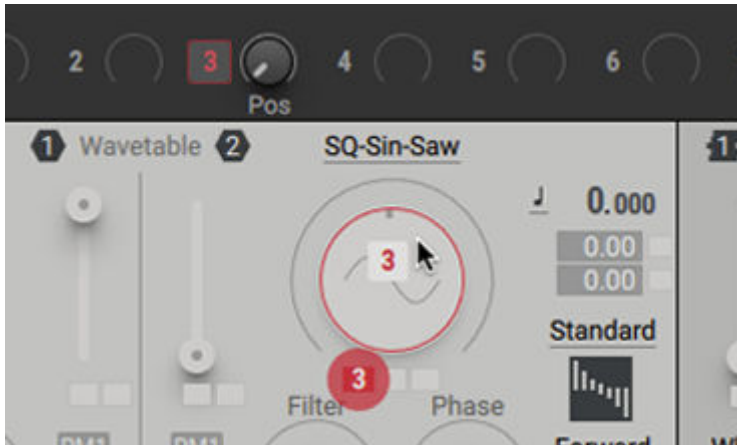 2 3 4 5 6
Pos
1 Wavetable 2 SQ-Sin-Saw 1
3 0.000
0.00
0.00
Standard
3
Filter Phase